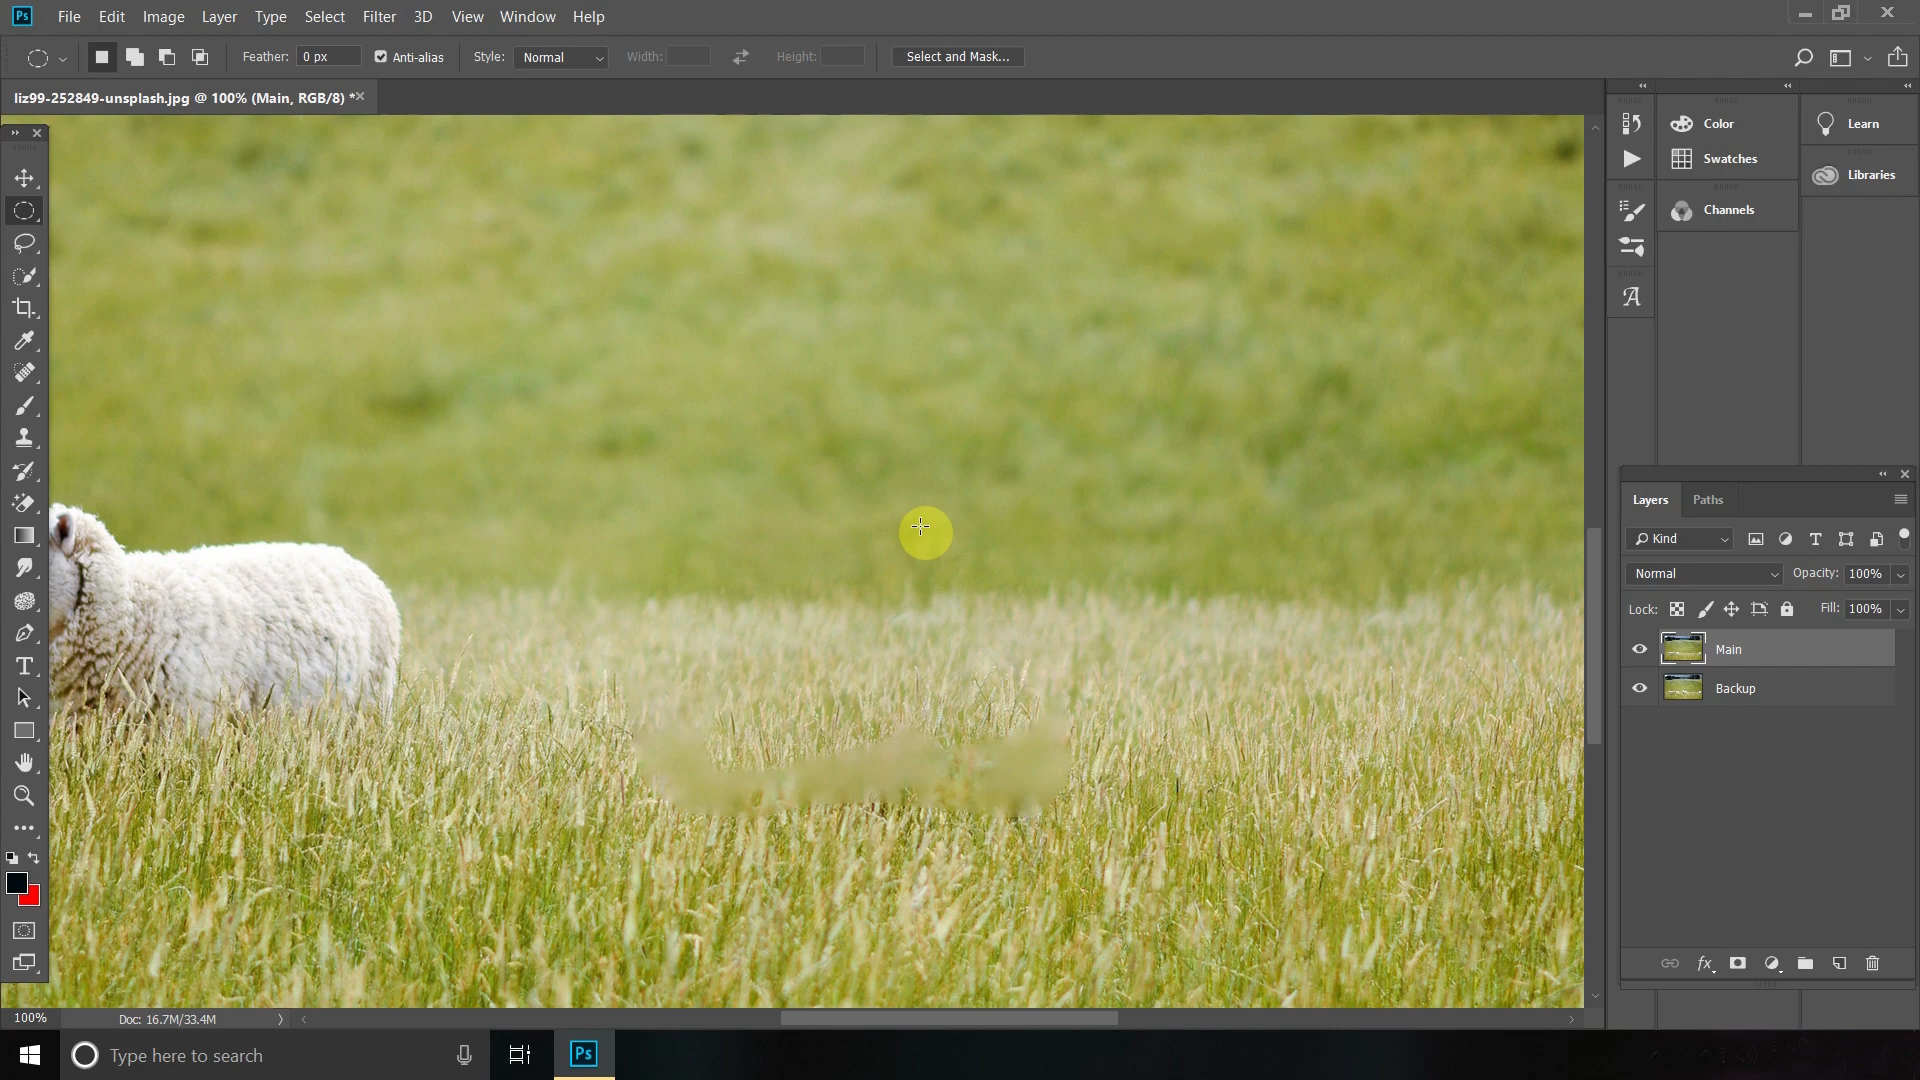 Ps File Edit Image Layer Type Select Filter 3D View Window Help
Feather: 0 px Anti-alias Style: Normal Width: Height: Select and Mask...
liz99-252849-unsplash.jpg @ 100% (Main, RGB/8) *
Color
Learn
Swatches
Libraries
Channels
Layers Paths
Kind
Normal Opacity: 100%
Lock: Fill: 100%
Main
Backup
100% Doc: 16.7M/33.4M
Type here to search Ps